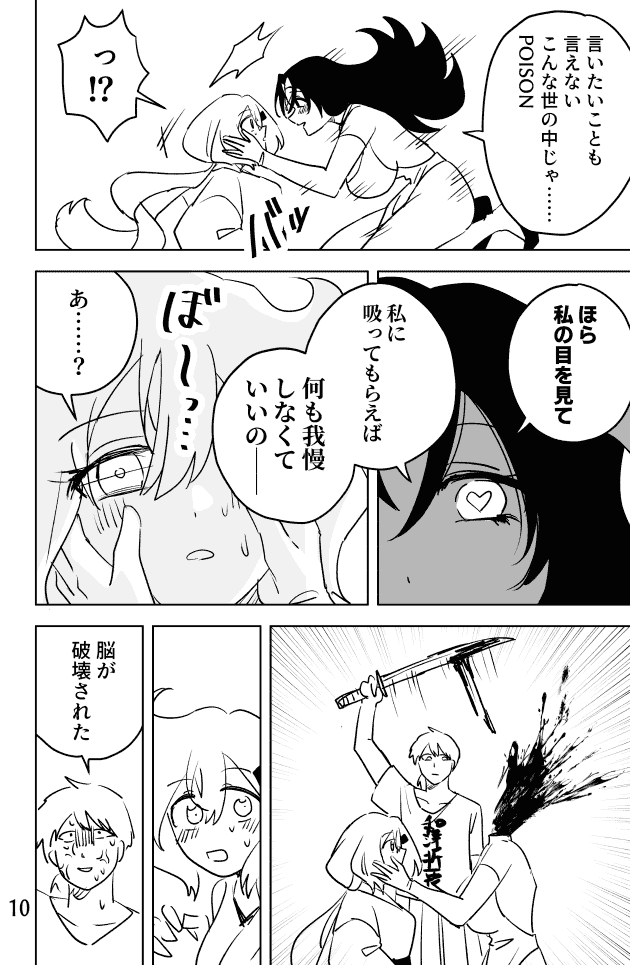 言いたいことも
言えない
こんな世の中じゃ……
POISON
っ!?
バッ
ほら
私の目を見て
私に
吸ってもらえば
何も我慢
しなくて
いいの──
ぼーっ…
あ……?
脳が
破壊された
10